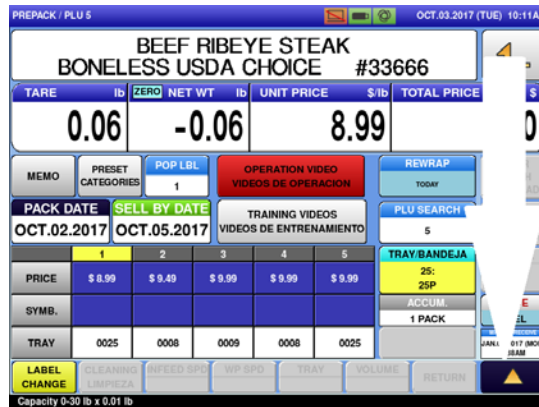 PREPACK / PLU 5 OCT.03.2017 (TUE) 10:11A
BEEF RIBEYE STEAK
BONELESS USDA CHOICE #33666
TARE lb ZERO NET WT lb UNIT PRICE $/lb TOTAL PRICE $
0.06 -0.06 8.99
MEMO
PRESET
CATEGORIES
POP LBL
1
OPERATION VIDEO
VIDEOS DE OPERACION
REWRAP
TODAY
PACK DATE
OCT.02.2017
SELL BY DATE
OCT.05.2017
TRAINING VIDEOS
VIDEOS DE ENTRENAMIENTO
PLU SEARCH
5
1 2 3 4 5
PRICE $ 8.99 $ 9.49 $ 9.99 $ 9.99 $ 9.99
SYMB.
TRAY 0025 0008 0009 0008 0025
TRAY/BANDEJA
25:
25P
ACCUM.
1 PACK
LABEL
CHANGE
CLEANING
LIMPIEZA
INFEED SPD
WP SPD
TRAY
VOLUME
RETURN
Capacity 0-30 lb x 0.01 lb